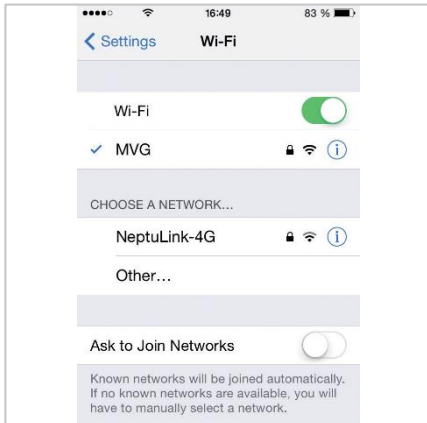 16:49 83 %
Settings Wi-Fi
Wi-Fi
MVG
CHOOSE A NETWORK...
NeptuLink-4G
Other...
Ask to Join Networks
Known networks will be joined automatically.
If no known networks are available, you will
have to manually select a network.